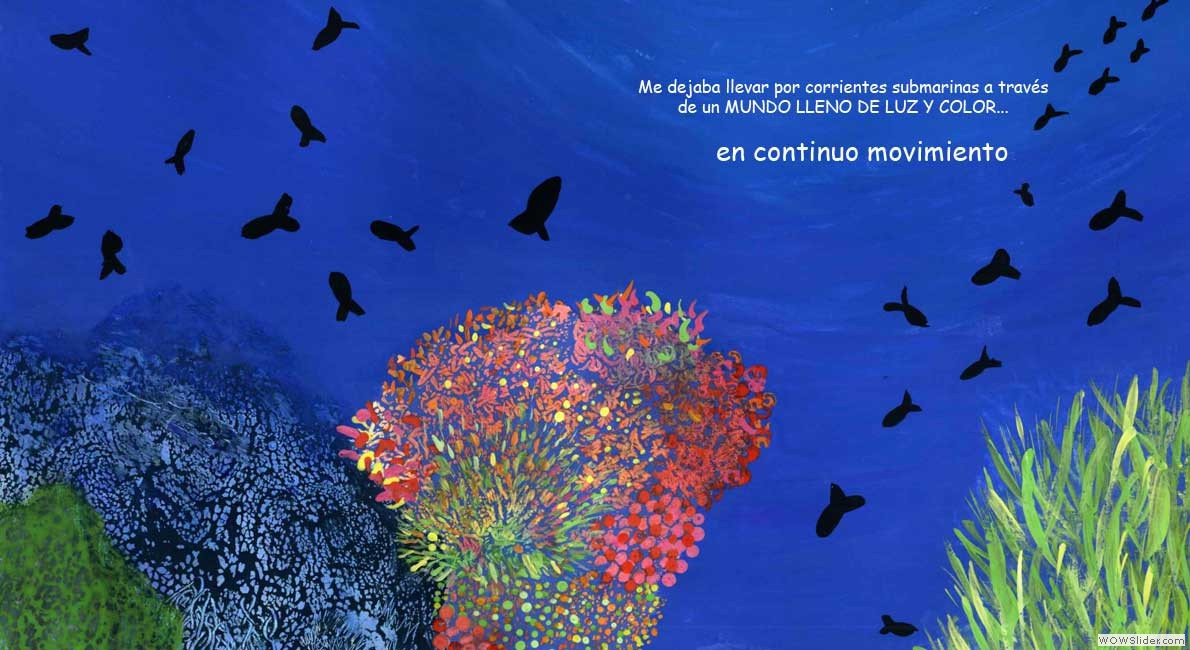 Me dejaba llevar por corrientes submarinas a través
de un MUNDO LLENO DE LUZ Y COLOR...
en continuo movimiento
WOWSlider.com